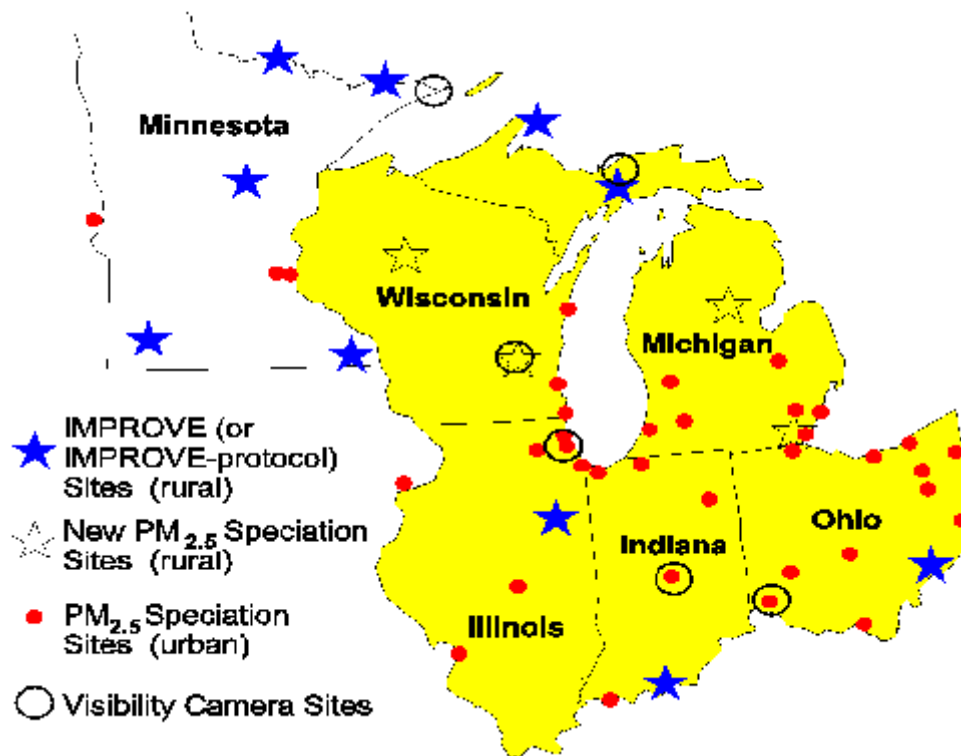 Minnesota
Wisconsin
Michigan
Ohio
Indiana
Illinois
IMPROVE (or
IMPROVE-protocol)
Sites (rural)
New PM2.5 Speciation
Sites (rural)
PM2.5 Speciation
Sites (urban)
Visibility Camera Sites